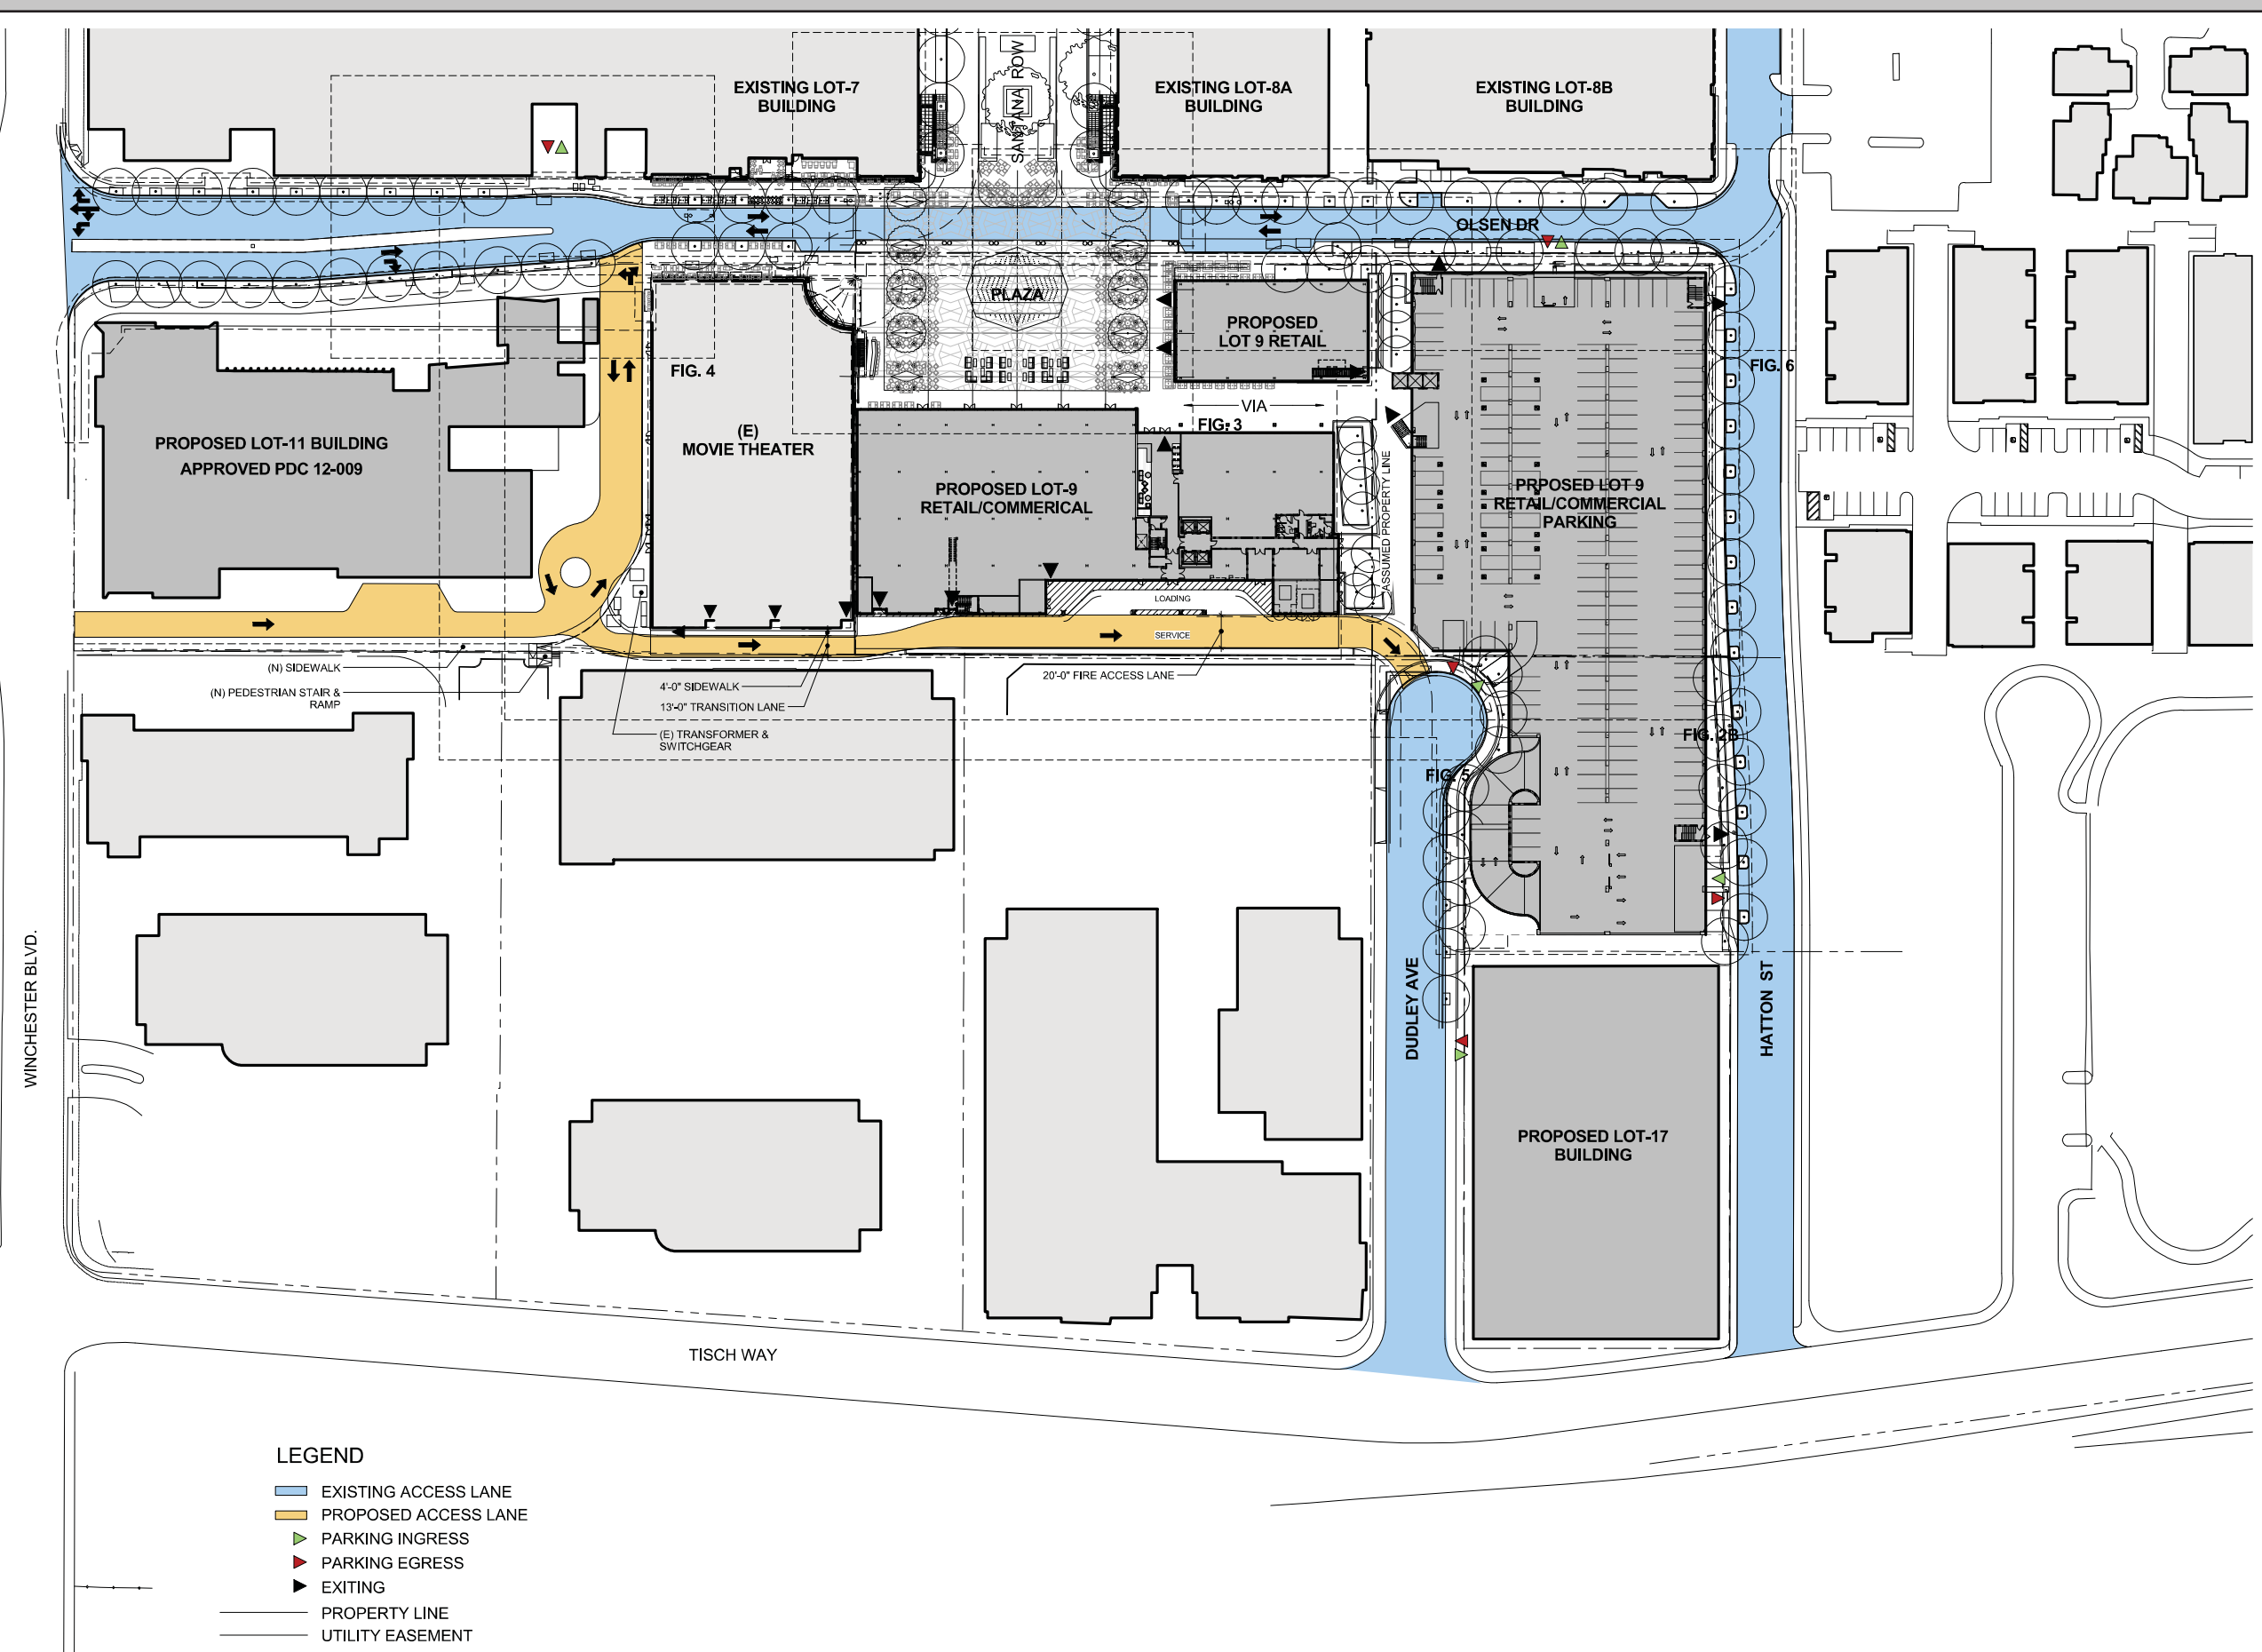 EXISTING LOT-7
BUILDING
SANTANA ROW
EXISTING LOT-8A
BUILDING
EXISTING LOT-8B
BUILDING
OLSEN DR
PLAZA
PROPOSED
LOT 9 RETAIL
FIG. 4
FIG. 6
VIA
FIG. 3
(E)
MOVIE THEATER
PROPOSED LOT-11 BUILDING
APPROVED PDC 12-009
PROPOSED LOT-9
RETAIL/COMMERICAL
ASSUMED PROPERTY LINE
PRPOSED LOT 9
RETAIL/COMMERCIAL
PARKING
LOADING
SERVICE
(N) SIDEWALK
(N) PEDESTRIAN STAIR &
RAMP
4'-0" SIDEWALK
13'-0" TRANSITION LANE
(E) TRANSFORMER &
SWITCHGEAR
20'-0" FIRE ACCESS LANE
FIG. 2B
FIG. 5
WINCHESTER BLVD.
DUDLEY AVE
HATTON ST
PROPOSED LOT-17
BUILDING
TISCH WAY
LEGEND
EXISTING ACCESS LANE
PROPOSED ACCESS LANE
PARKING INGRESS
PARKING EGRESS
EXITING
PROPERTY LINE
UTILITY EASEMENT